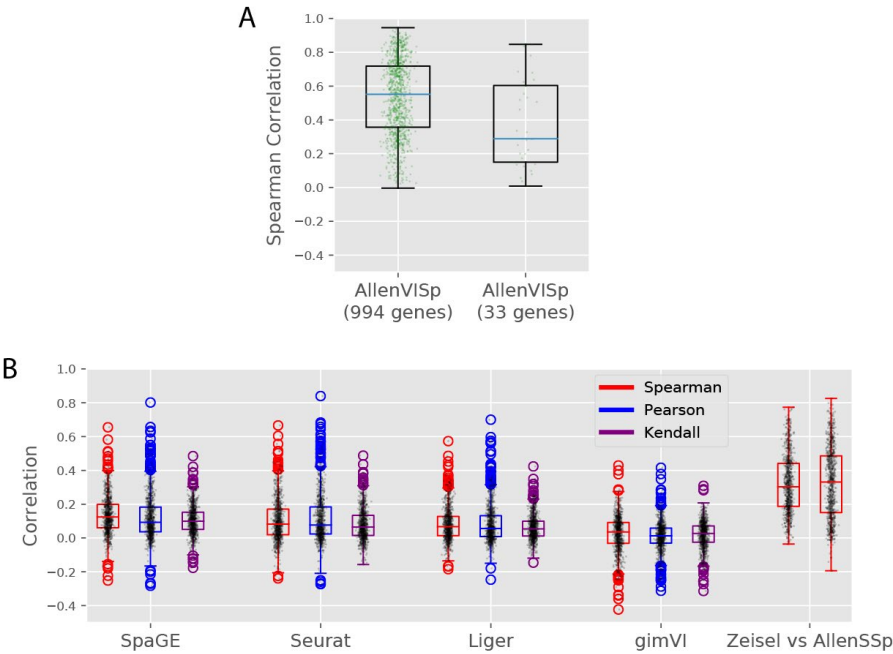 A
Spearman Correlation
1.0
0.8
0.6
0.4
0.2
0.0
−0.2
−0.4
AllenVISp
(994 genes)
AllenVISp
(33 genes)
B
Correlation
1.0
0.8
0.6
0.4
0.2
0.0
−0.2
−0.4
Spearman
Pearson
Kendall
SpaGE
Seurat
Liger
gimVI
Zeisel vs AllenSSp